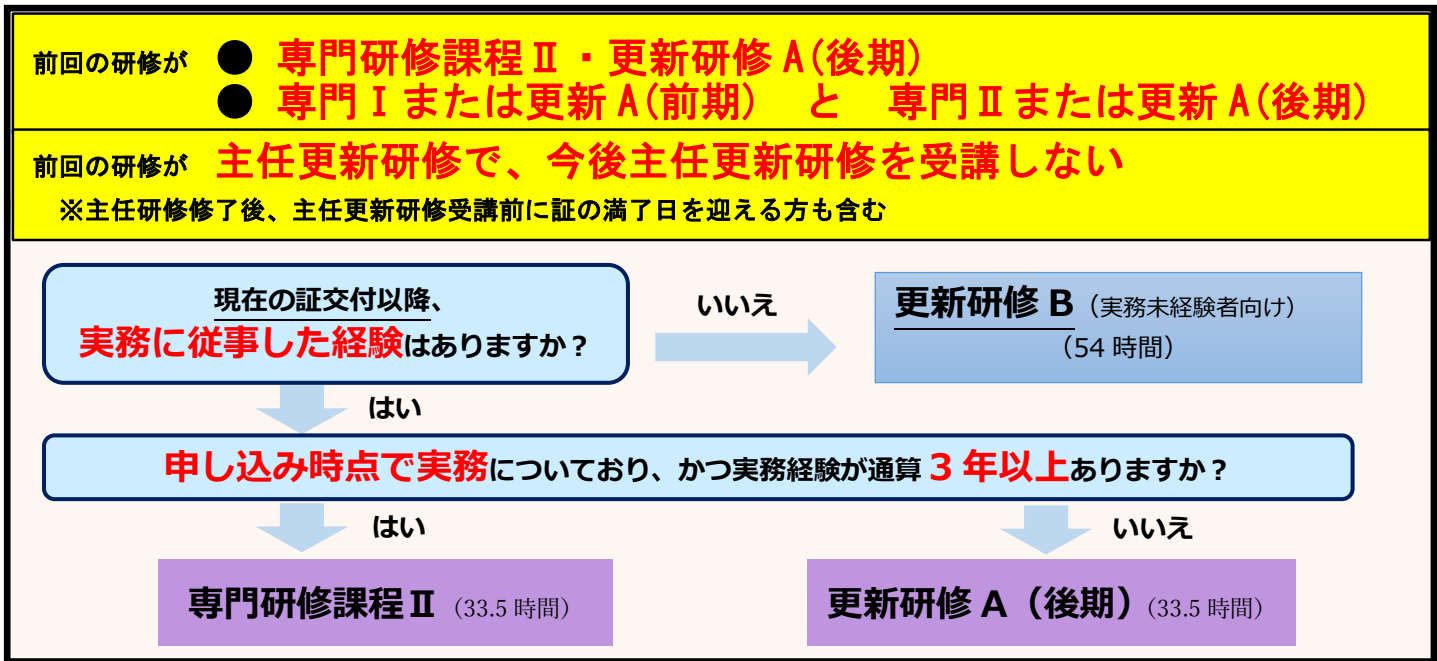 前回の研修が ● 専門研修課程Ⅱ・更新研修A(後期)
● 専門Ⅰまたは更新A(前期) と 専門Ⅱまたは更新A(後期)
前回の研修が 主任更新研修で、今後主任更新研修を受講しない
※主任研修修了後、主任更新研修受講前に証の満了日を迎える方も含む
現在の証交付以降、
実務に従事した経験はありますか？
いいえ
更新研修 B（実務未経験者向け）
（54 時間）
はい
申し込み時点で実務についており、かつ実務経験が通算 3 年以上ありますか？
はい
いいえ
専門研修課程Ⅱ（33.5 時間）
更新研修 A（後期）（33.5 時間）